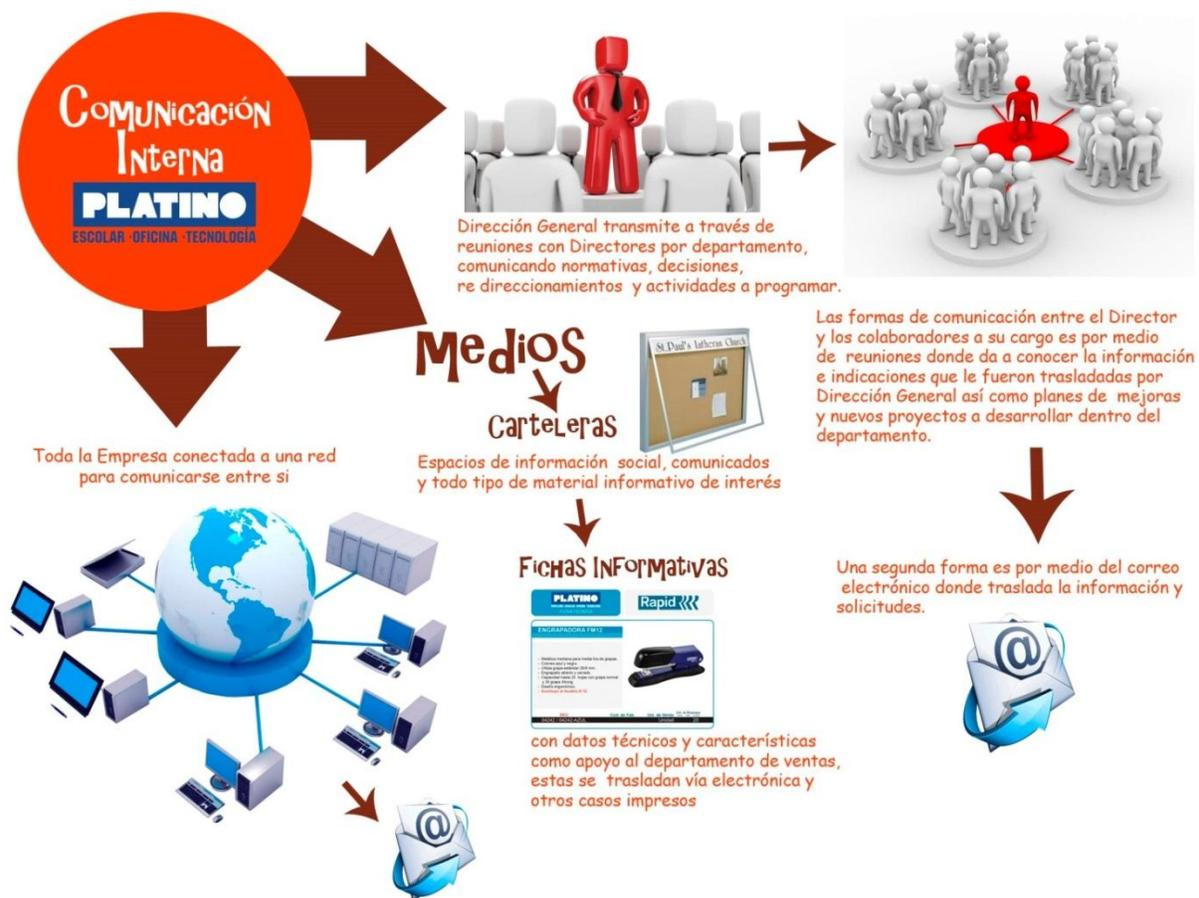 Comunicación
Interna
PLATINO
ESCOLAR · OFICINA · TECNOLOGÍA
Dirección General transmite a través de
reuniones con Directores por departamento,
comunicando normativas, decisiones,
re direccionamientos y actividades a programar.
Las formas de comunicación entre el Director
y los colaboradores a su cargo es por medio
de reuniones donde da a conocer la información
e indicaciones que le fueron trasladadas por
Dirección General así como planes de mejoras
y nuevos proyectos a desarrollar dentro del
departamento.
Una segunda forma es por medio del correo
electrónico donde traslada la información y
solicitudes.
@
Medios
Carteleras
St. Paul's Lutheran Church
Espacios de información social, comunicados
y todo tipo de material informativo de interés
Fichas Informativas
PLATINO
Rapid
ENGRAPADORA FM12
04242 / 04242-AZUL
con datos técnicos y características
como apoyo al departamento de ventas,
estas se trasladan vía electrónica y
otros casos impresos
Toda la Empresa conectada a una red
para comunicarse entre si
@